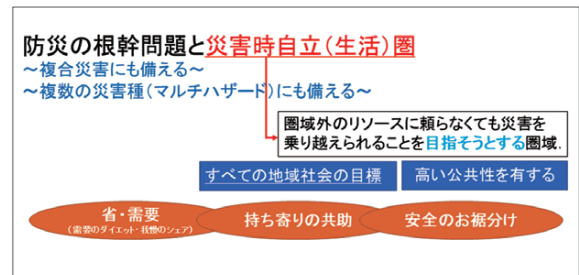 防災の根幹問題と災害時自立(生活)圏
~複合災害にも備える~
~複数の災害種(マルチハザード)にも備える~
圏域外のリソースに頼らなくても災害を
乗り越えられることを目指そうとする圏域.
すべての地域社会の目標
高い公共性を有する
省・需要
(需要のダイエット・我慢のシェア)
持ち寄りの共助
安全のお裾分け